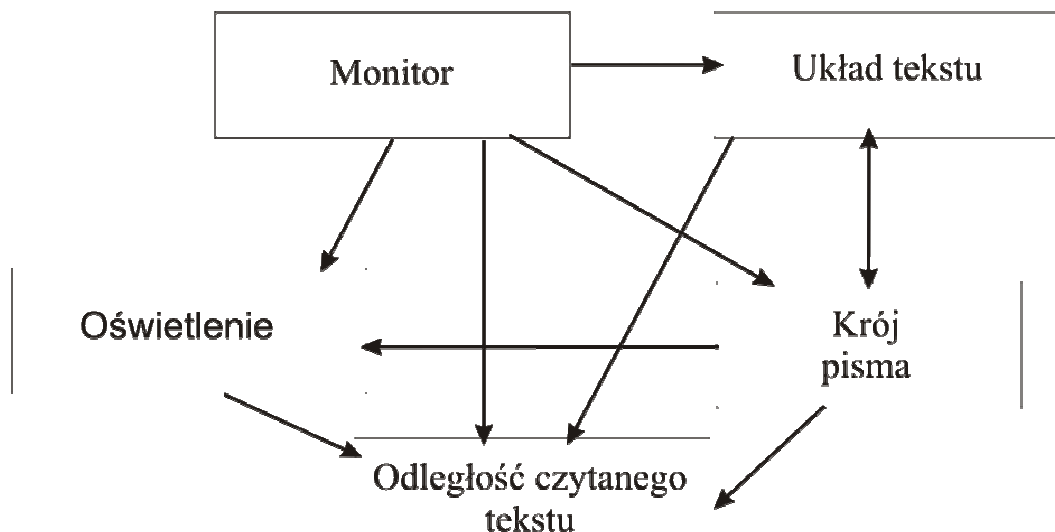 Monitor
Układ tekstu
Oświetlenie
Krój
pisma
Odległość czytanego
tekstu